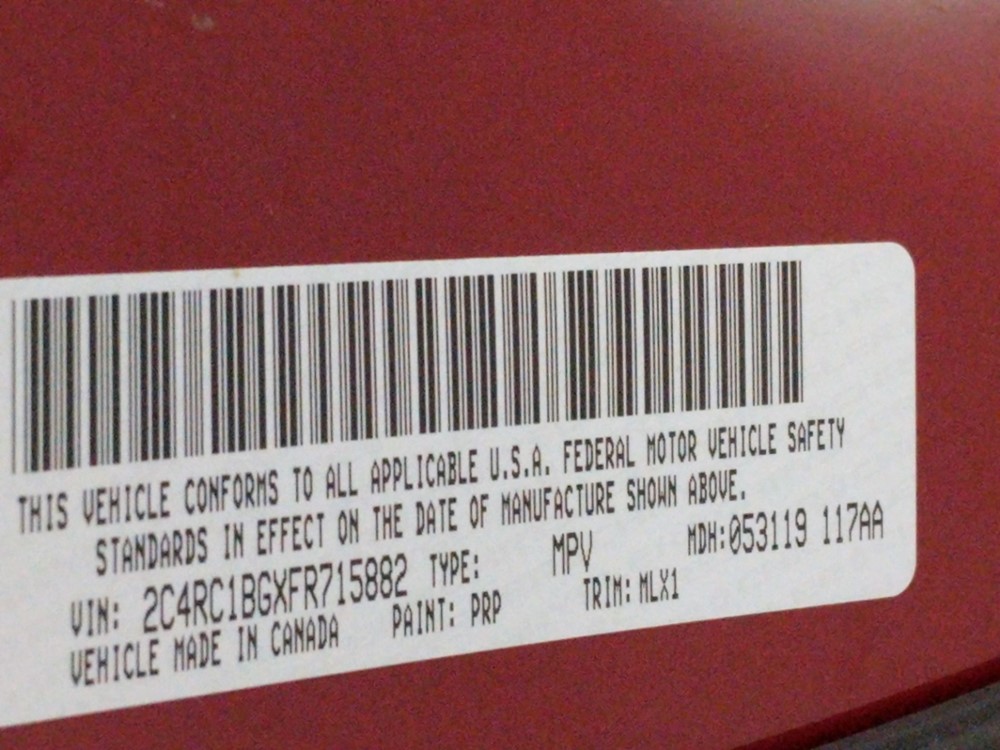 THIS VEHICLE CONFORMS TO ALL APPLICABLE U.S.A. FEDERAL MOTOR VEHICLE SAFETY
STANDARDS IN EFFECT ON THE DATE OF MANUFACTURE SHOWN ABOVE.
VIN: 2C4RC1BGXFR715882 TYPE: MPV MDH:053119 117AA
VEHICLE MADE IN CANADA PAINT: PRP TRIM: MLX1